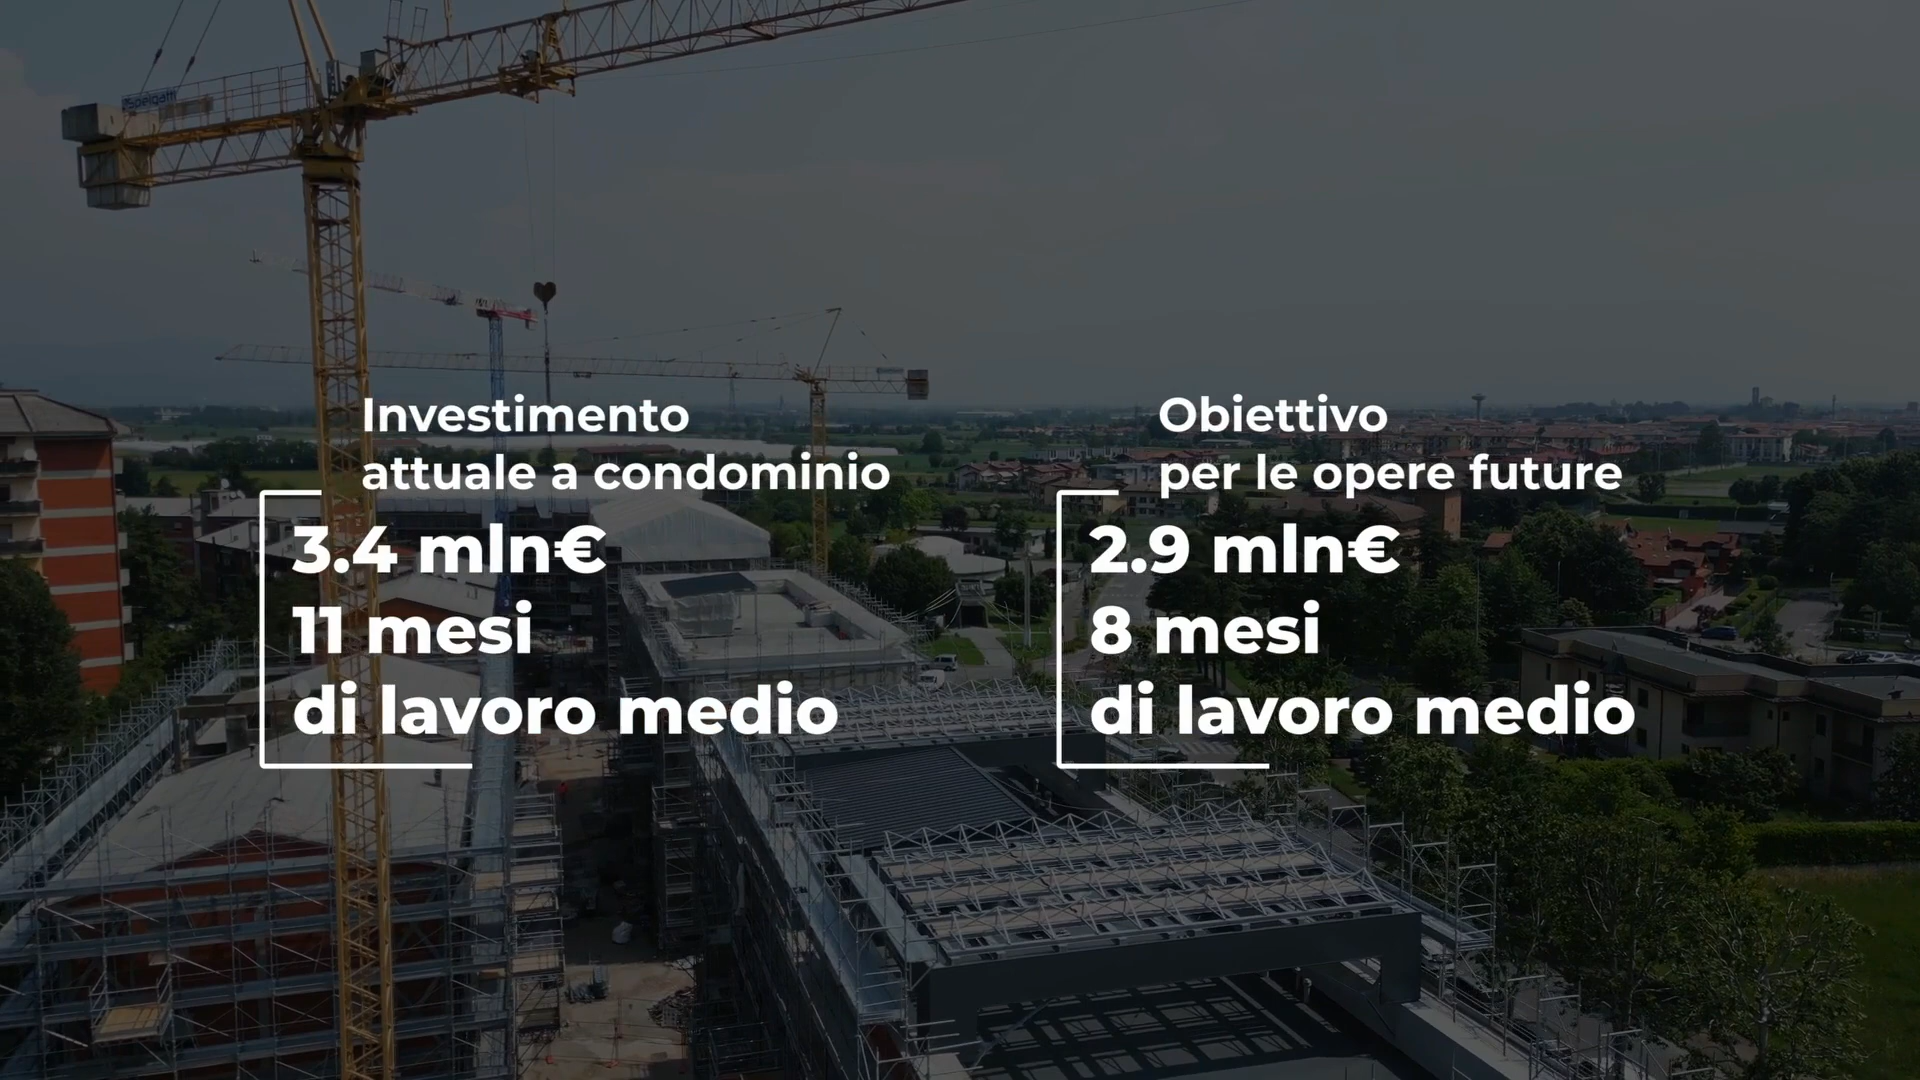 Investimento
attuale a condominio
3.4 mln€
11 mesi
di lavoro medio
Obiettivo
per le opere future
2.9 mln€
8 mesi
di lavoro medio